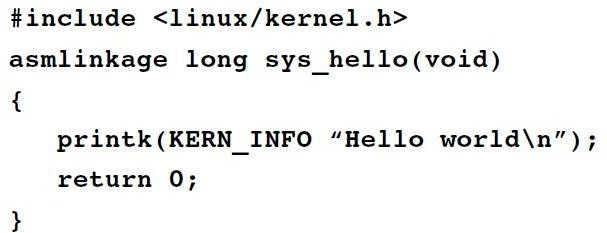 #include <linux/kernel.h>
asmlinkage long sys_hello(void)
{
printk(KERN_INFO “Hello world\n”);
return 0;
}